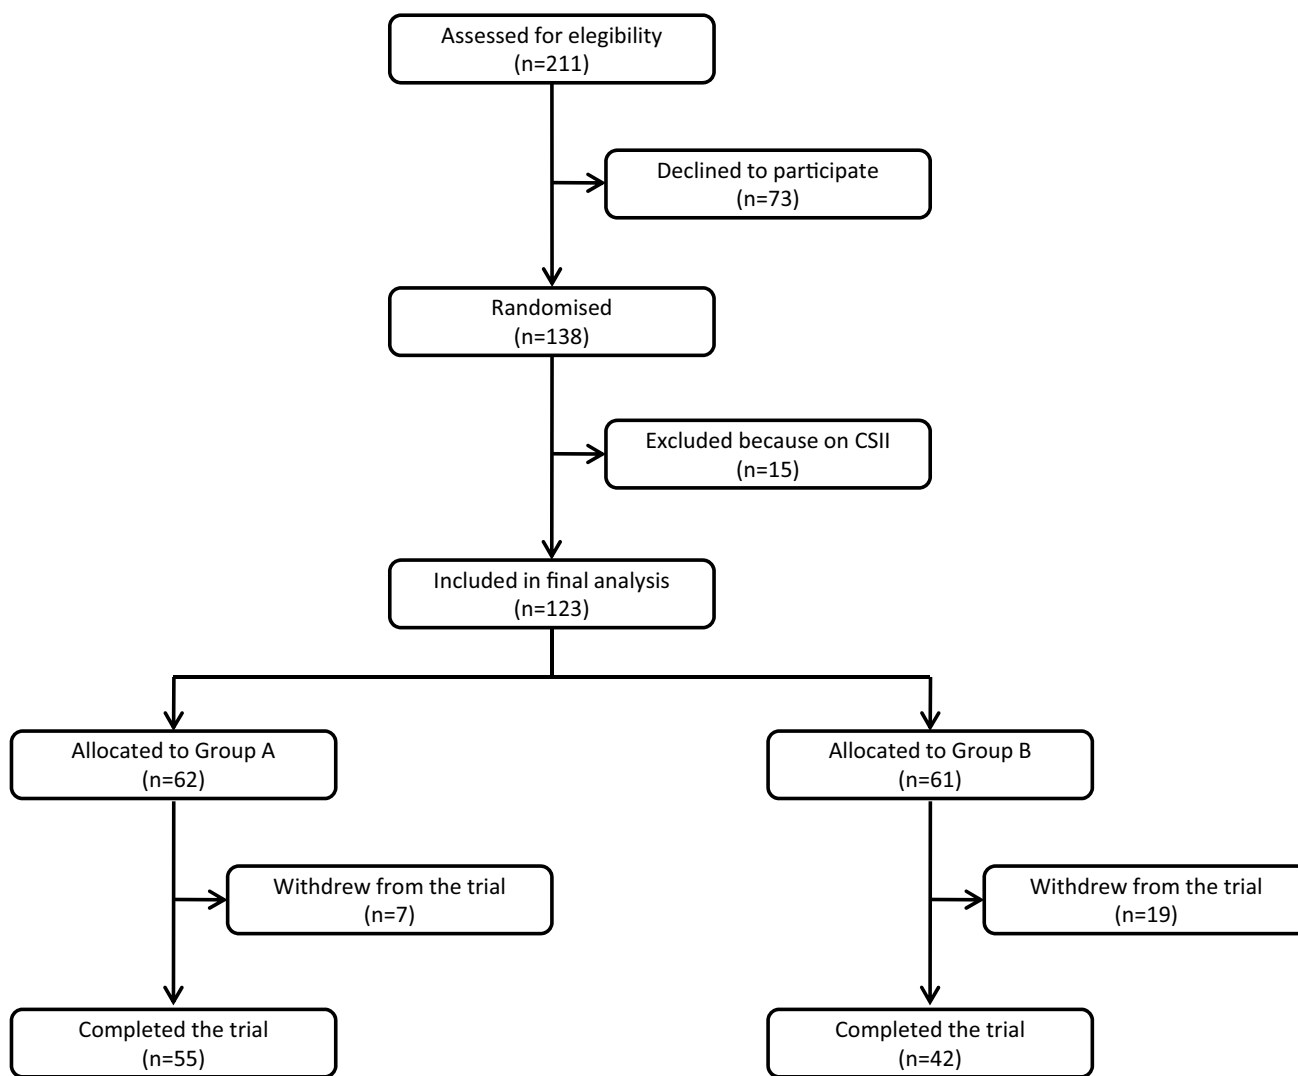 Assessed for elegibility
(n=211)
Declined to participate
(n=73)
Randomised
(n=138)
Excluded because on CSII
(n=15)
Included in final analysis
(n=123)
Allocated to Group A
(n=62)
Allocated to Group B
(n=61)
Withdrew from the trial
(n=7)
Withdrew from the trial
(n=19)
Completed the trial
(n=55)
Completed the trial
(n=42)